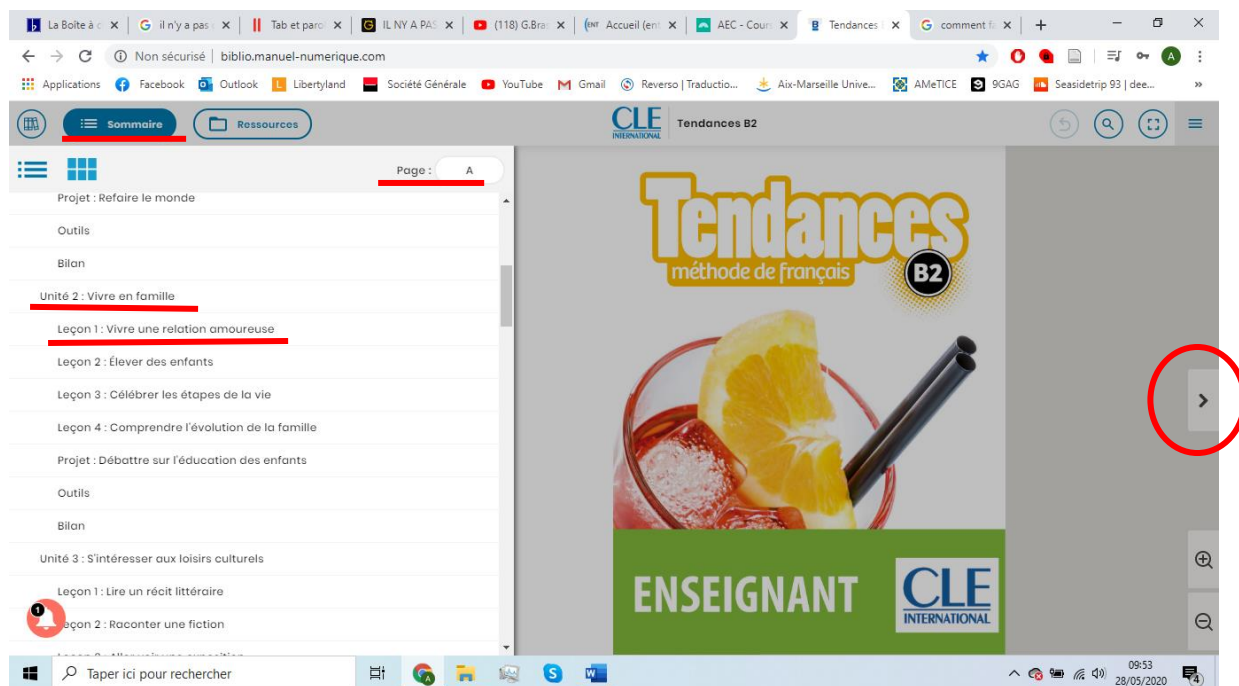 La Boîte à c
il n'y a pas
Tab et paro
IL NY A PAS
(118) G.Bra
Accueil (en
AEC - Cour
Tendances
comment f
Non sécurisé | biblio.manuel-numerique.com
Applications Facebook Outlook Libertyland Société Générale YouTube Gmail Reverso | Traductio... Aix-Marseille Unive... AMeTICE 9GAG Seasidetrip 93 | dee... »
Sommaire Ressources CLE INTERNATIONAL Tendances B2
Page : A
Projet : Refaire le monde
Outils
Bilan
Unité 2 : Vivre en famille
Leçon 1 : Vivre une relation amoureuse
Leçon 2 : Élever des enfants
Leçon 3 : Célébrer les étapes de la vie
Leçon 4 : Comprendre l'évolution de la famille
Projet : Débattre sur l'éducation des enfants
Outils
Bilan
Unité 3 : S'intéresser aux loisirs culturels
Leçon 1 : Lire un récit littéraire
1
eçon 2 : Raconter une fiction
Tendances
méthode de français
B2
ENSEIGNANT
CLE
INTERNATIONAL
Taper ici pour rechercher
09:53
28/05/2020
4